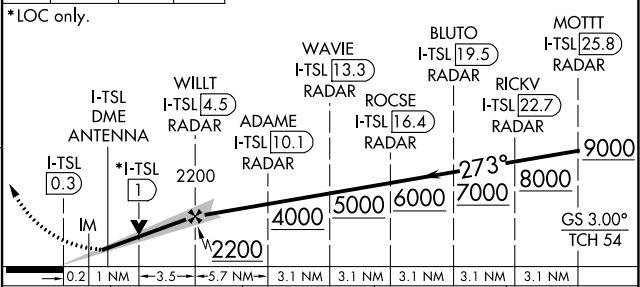 *LOC only.
MOTTT
I-TSL 25.8
RADAR
BLUTO
I-TSL 19.5
RADAR
WAVIE
I-TSL 13.3
RADAR
WILLT
I-TSL 4.5
RADAR
RICKV
I-TSL 22.7
RADAR
ROCSE
I-TSL 16.4
RADAR
I-TSL
DME
ANTENNA
ADAME
I-TSL 10.1
RADAR
I-TSL
0.3
*I-TSL
1
2200
273°
9000
8000
7000
6000
5000
4000
2200
IM
GS 3.00°
TCH 54
0.2 1 NM 3.5 5.7 NM 3.1 NM 3.1 NM 3.1 NM 3.1 NM 3.1 NM